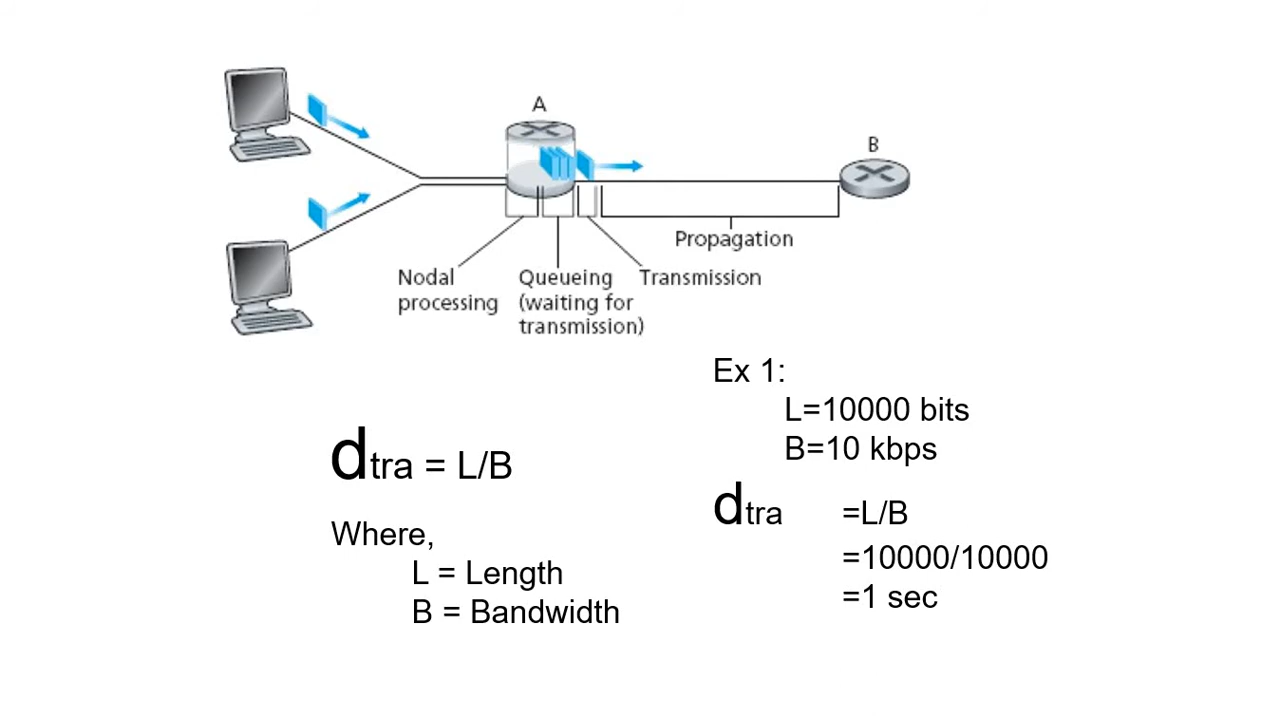 A
B
Propagation
Nodal
processing
Queueing
(waiting for
transmission)
Transmission
dtra = L/B
Where,
L = Length
B = Bandwidth
Ex 1:
L=10000 bits
B=10 kbps
dtra =L/B
=10000/10000
=1 sec